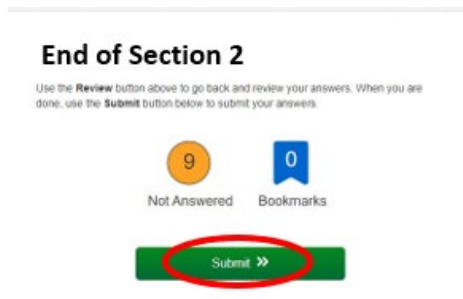 End of Section 2
Use the Review button above to go back and review your answers. When you are
done, use the Submit button below to submit your answers.
9
0
Not Answered
Bookmarks
Submit »